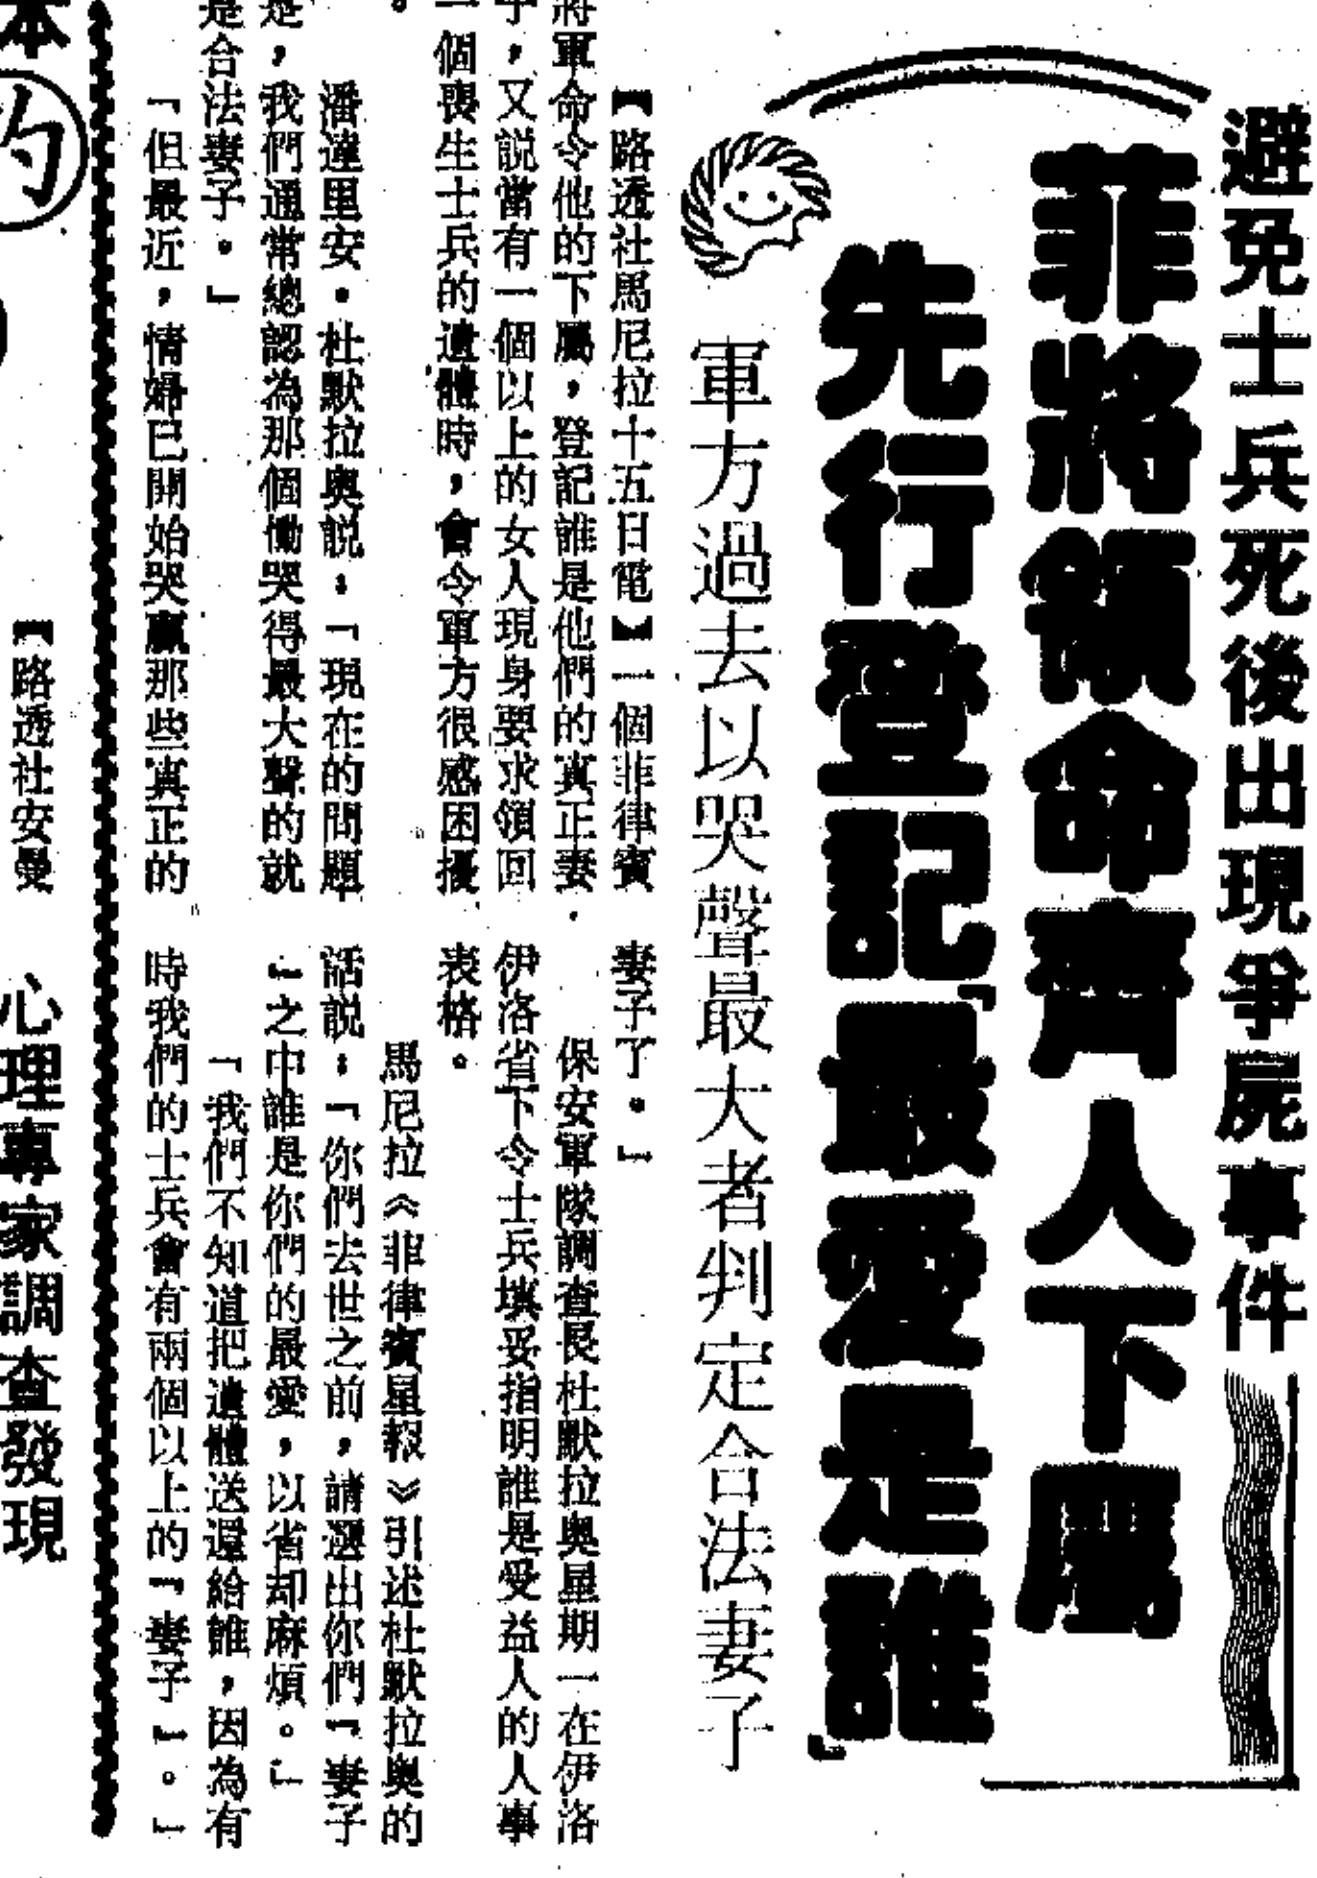 避免士兵死後出現爭屍事件
菲將領命齊人下屬
先行登記「最愛是誰」
軍方過去以哭聲最大者判定合法妻子
【路透社馬尼拉十五日電】一個菲律賓
將軍命令他的下屬，登記誰是他們的真正妻
子，又説當有一個以上的女人現身要求領回
一個喪生士兵的遺體時，會令軍方很感困擾
。
潘達里安·杜默拉奧説：「現在的問題
是，我們通常總認為那個慟哭得最大聲的就
是合法妻子。」
「但最近，情婦已開始哭贏那些真正的
妻子了。」
保安軍隊調查長杜默拉奧星期一在伊洛
伊洛省下令士兵填妥指明誰是受益人的人事
表格。
馬尼拉《菲律賓星報》引述杜默拉奧的
話説：「你們去世之前，請選出你們『妻子
』之中誰是你們的最愛，以省却麻煩。」
「我們不知道把遺體送還給誰，因為有
時我們的士兵會有兩個以上的『妻子』。」
本的
【路透社安曼
心理專家調查發現